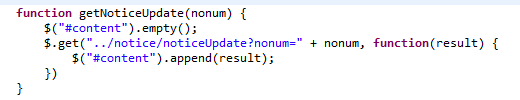 function getNoticeUpdate(nonum) {
    $("#content").empty();
    $.get("../notice/noticeUpdate?nonum=" + nonum, function(result) {
        $("#content").append(result);
    })
}